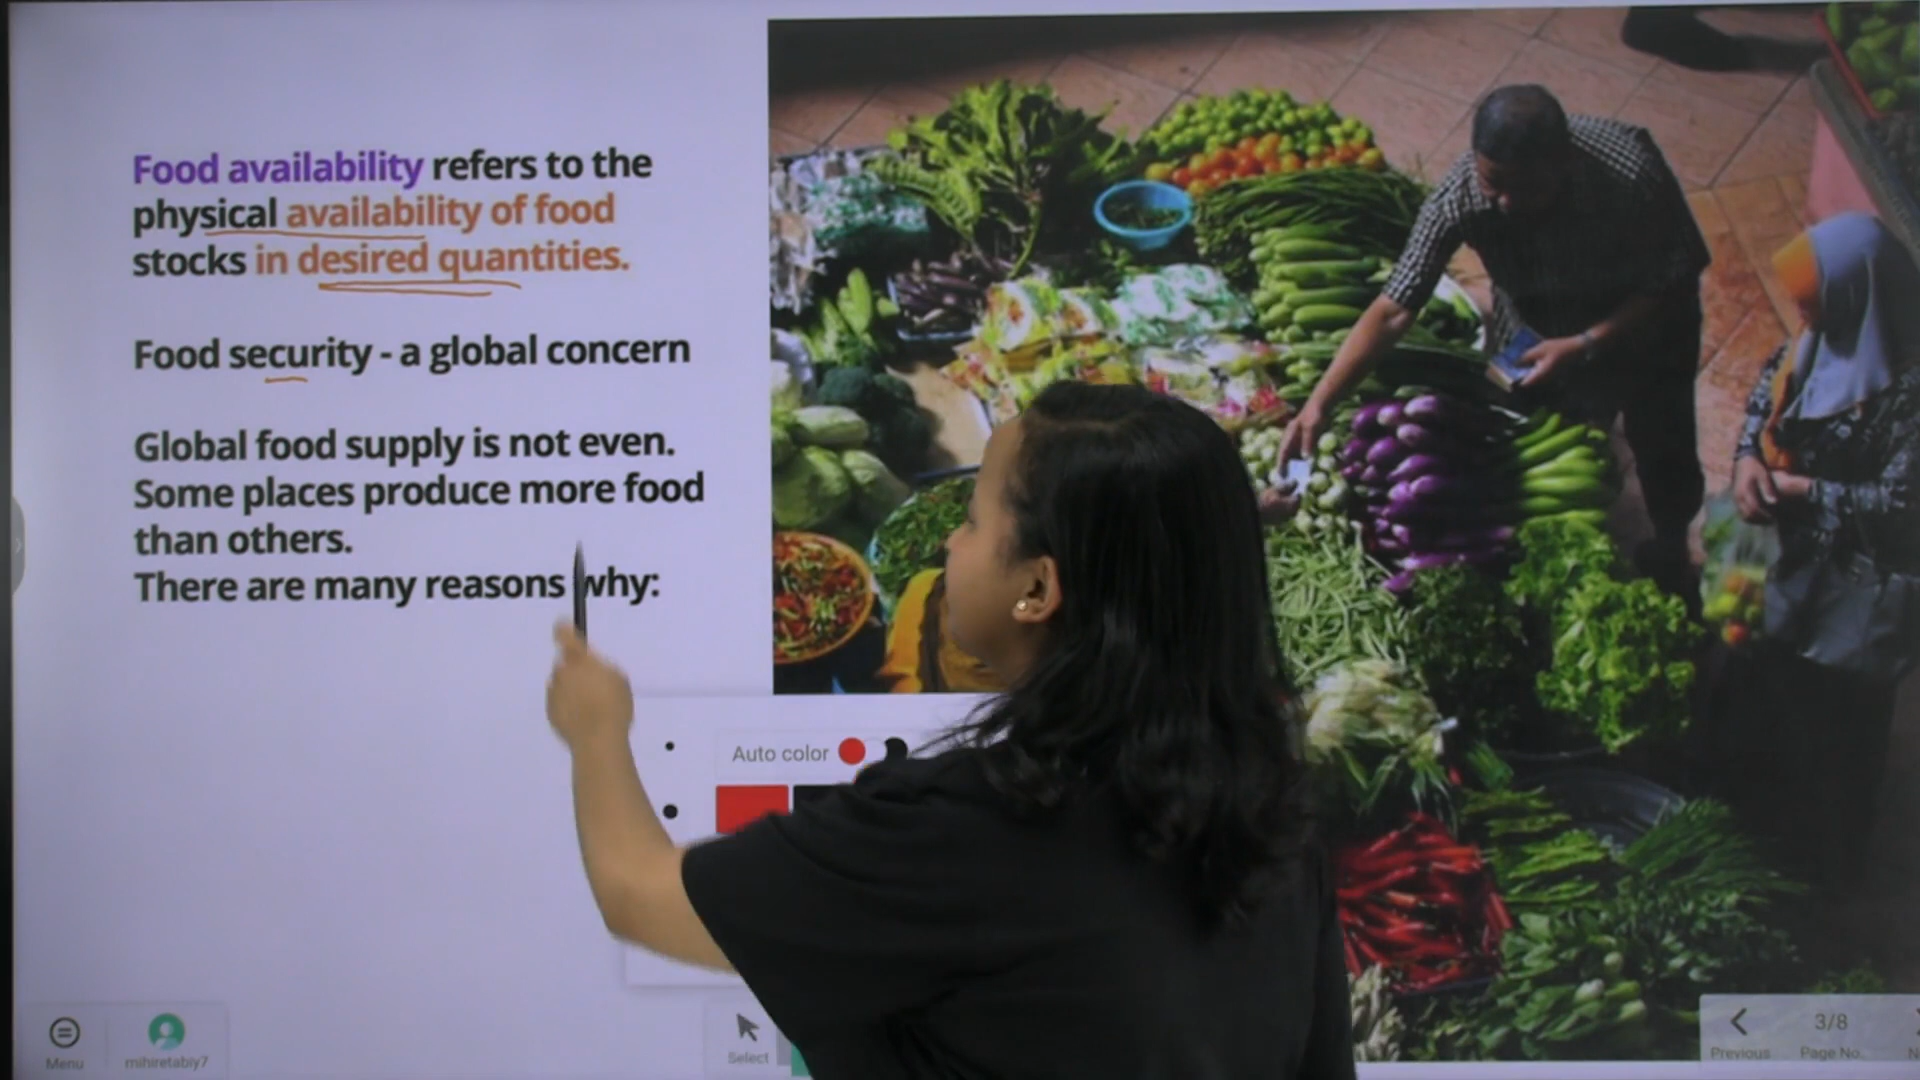 Food availability refers to the
physical availability of food
stocks in desired quantities.
Food security - a global concern
Global food supply is not even.
Some places produce more food
than others.
There are many reasons why:
Auto color
Menu
mihiretabiy7
Select
3/8
Previous
Page No.